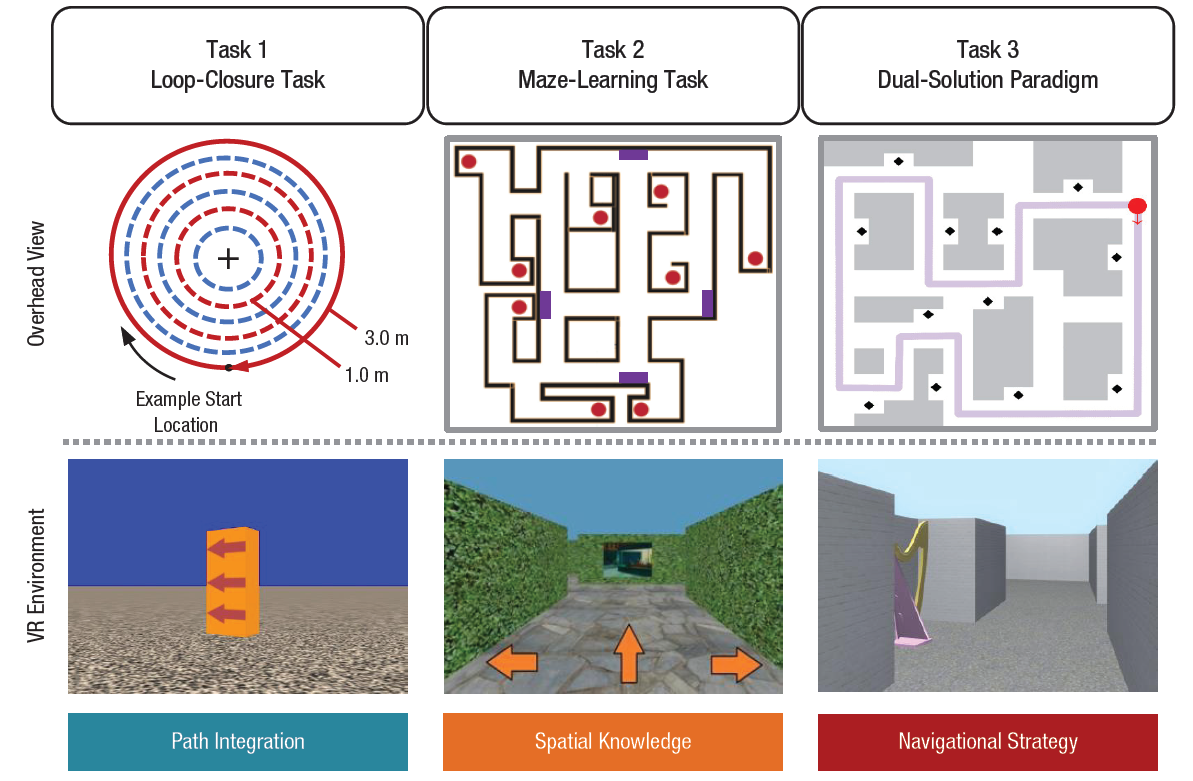 Task 1
Loop-Closure Task
Task 2
Maze-Learning Task
Task 3
Dual-Solution Paradigm
Overhead View
3.0 m
1.0 m
Example Start
Location
VR Environment
Path Integration
Spatial Knowledge
Navigational Strategy